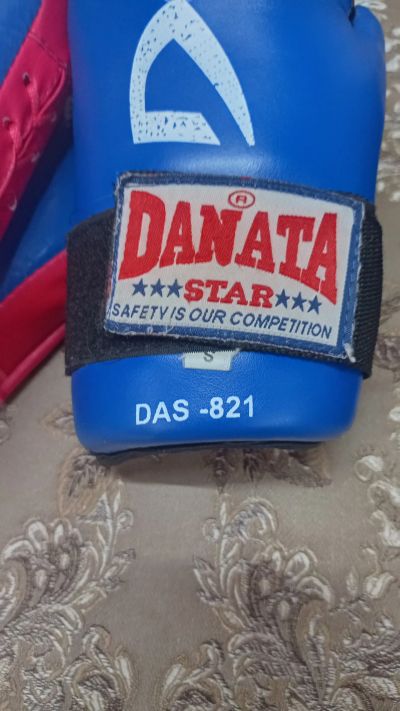 ®
DANATA
★★★STAR★★★
SAFETY IS OUR COMPETITION
S
DAS -821